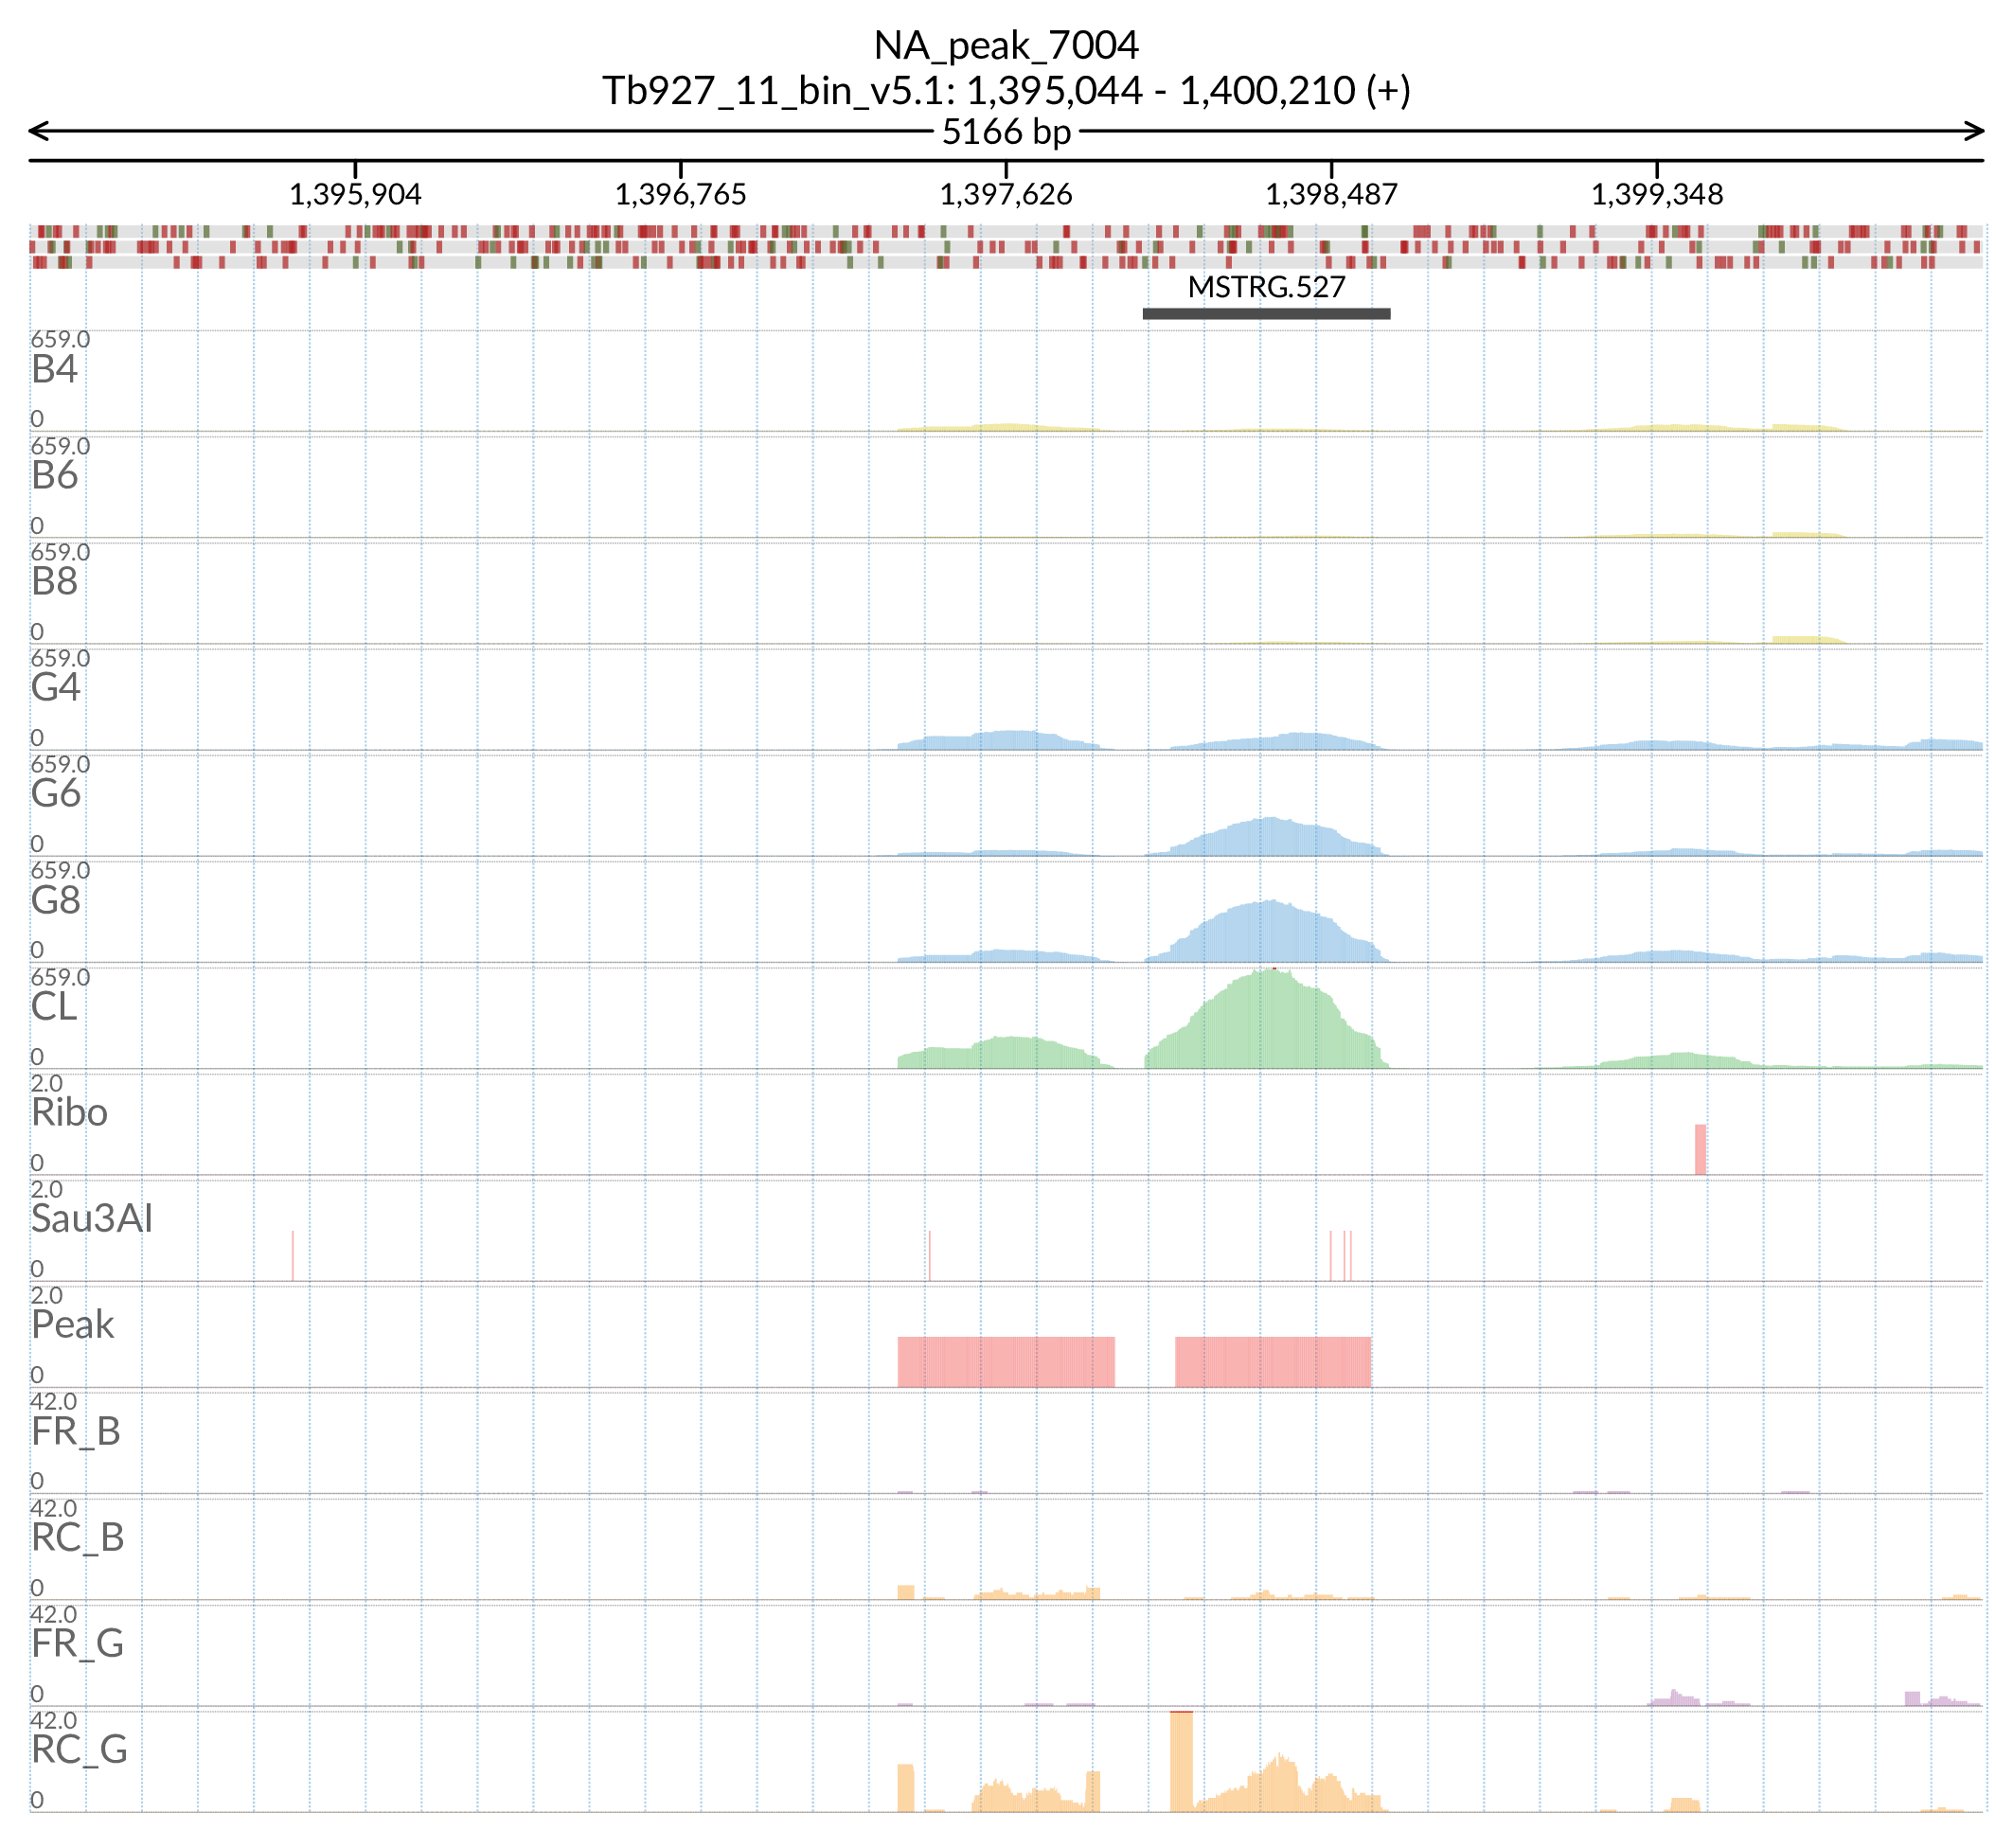 NA_peak_7004
Tb927_11_bin_v5.1: 1,395,044 - 1,400,210 (+)
5166 bp
1,395,904 1,396,765 1,397,626 1,398,487 1,399,348
MSTRG.527
659.0
B4
0
659.0
B6
0
659.0
B8
0
659.0
G4
0
659.0
G6
0
659.0
G8
0
659.0
CL
0
2.0
Ribo
0
2.0
Sau3AI
0
2.0
Peak
0
42.0
FR_B
0
42.0
RC_B
0
42.0
FR_G
0
42.0
RC_G
0